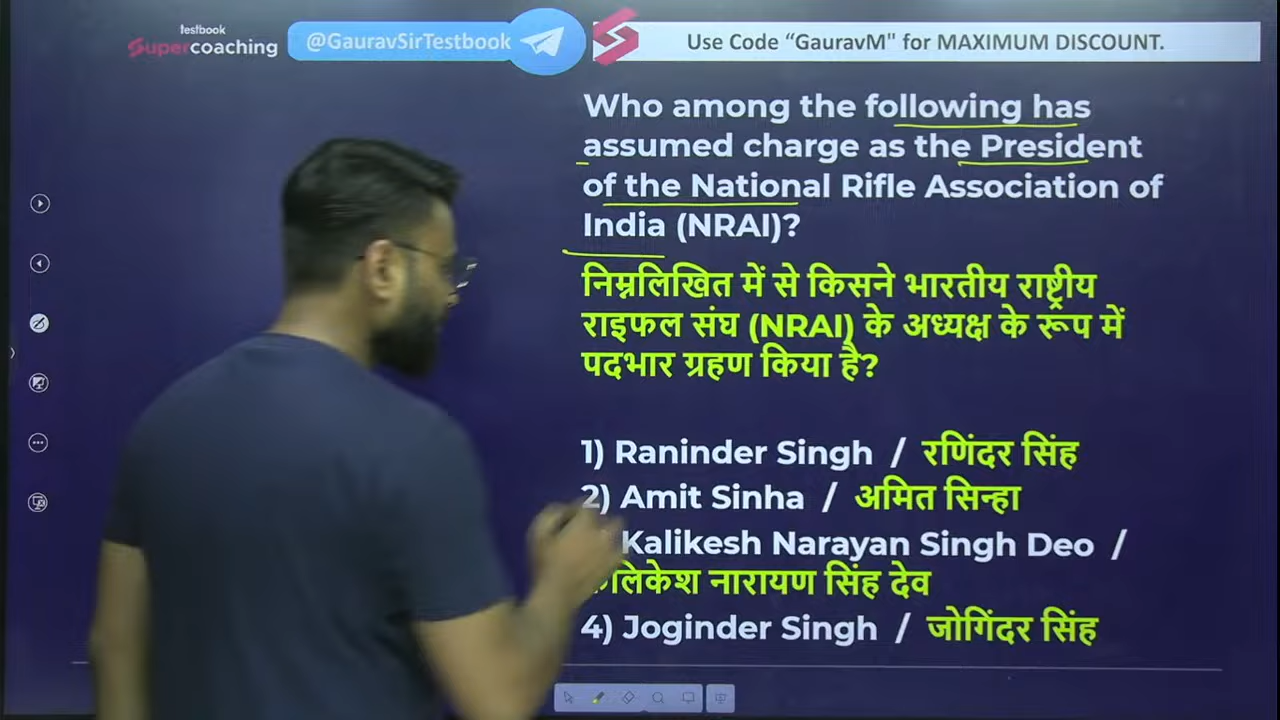 testbook
Supercoaching
@GauravSirTestbook
Use Code “GauravM" for MAXIMUM DISCOUNT.
Who among the following has
assumed charge as the President
of the National Rifle Association of
India (NRAI)?
निम्नलिखित में से किसने भारतीय राष्ट्रीय
राइफल संघ (NRAI) के अध्यक्ष के रूप में
पदभार ग्रहण किया है?
1) Raninder Singh / रणिंदर सिंह
2) Amit Sinha / अमित सिन्हा
Kalikesh Narayan Singh Deo /
नारायण सिंह देव
4) Joginder Singh / जोगिंदर सिंह